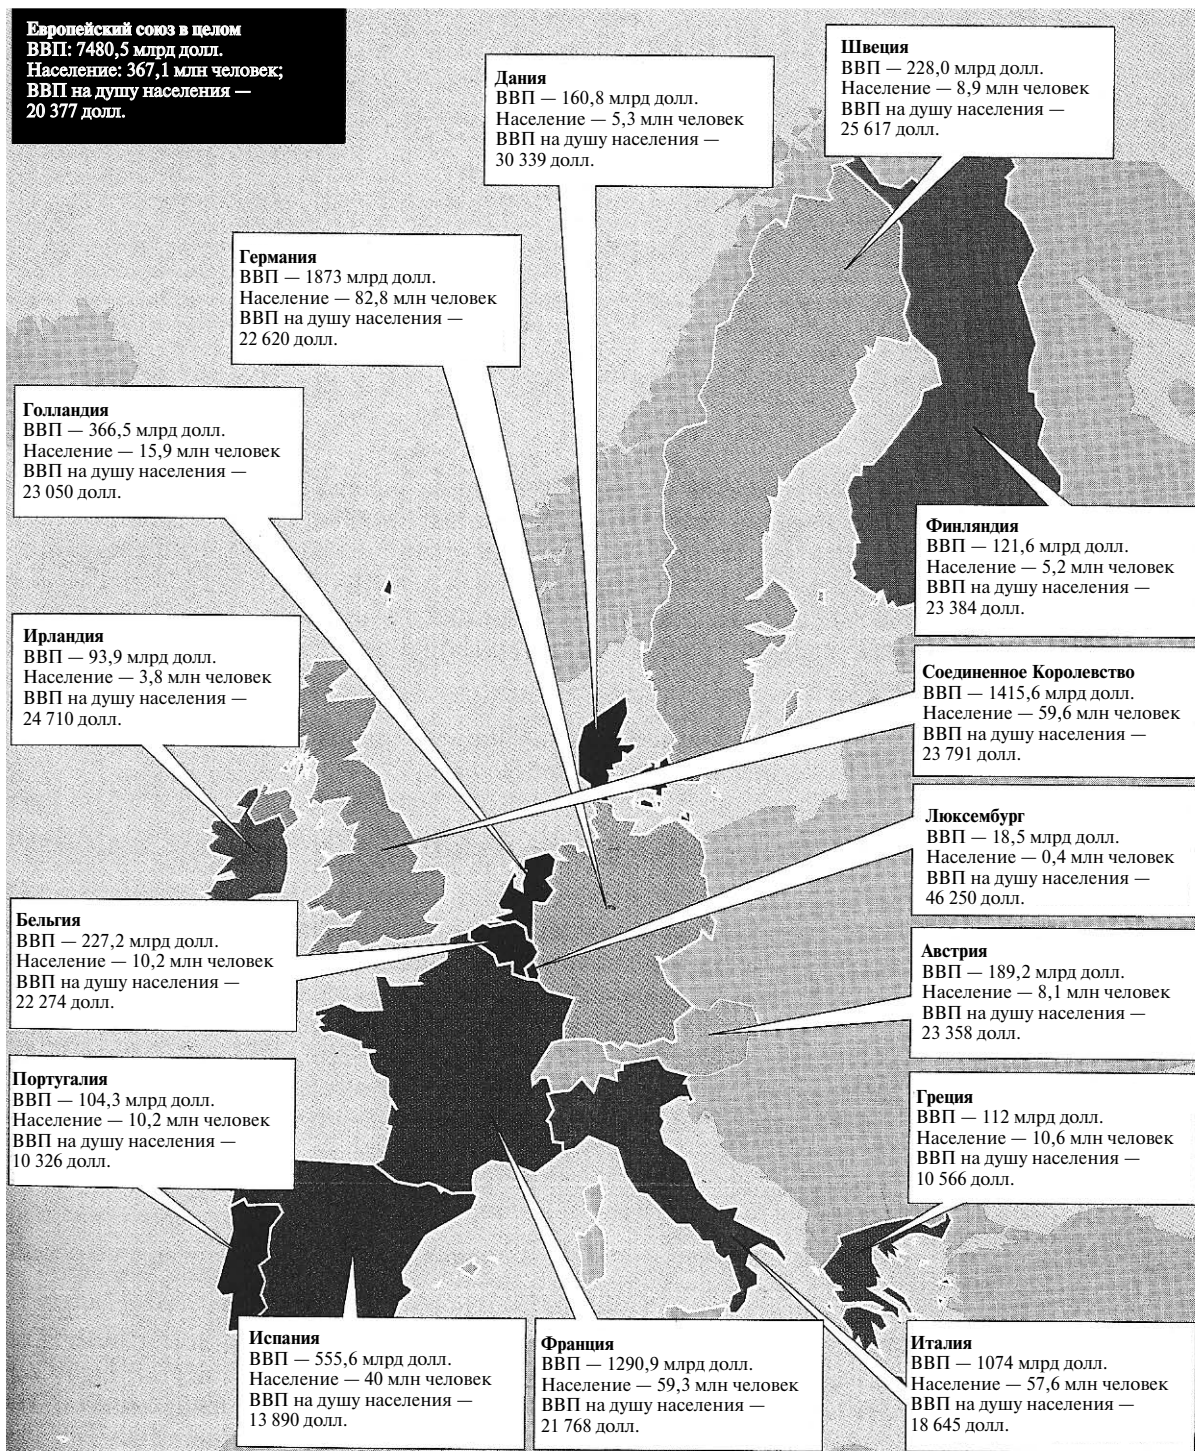 Европейский союз в целом
ВВП: 7480,5 млрд долл.
Население: 367,1 млн человек;
ВВП на душу населения —
20 377 долл.
Швеция
ВВП — 228,0 млрд долл.
Население — 8,9 млн человек
ВВП на душу населения —
25 617 долл.
Дания
ВВП — 160,8 млрд долл.
Население — 5,3 млн человек
ВВП на душу населения —
30 339 долл.
Германия
ВВП — 1873 млрд долл.
Население — 82,8 млн человек
ВВП на душу населения —
22 620 долл.
Голландия
ВВП — 366,5 млрд долл.
Население — 15,9 млн человек
ВВП на душу населения —
23 050 долл.
Финляндия
ВВП — 121,6 млрд долл.
Население — 5,2 млн человек
ВВП на душу населения —
23 384 долл.
Ирландия
ВВП — 93,9 млрд долл.
Население — 3,8 млн человек
ВВП на душу населения —
24 710 долл.
Соединенное Королевство
ВВП — 1415,6 млрд долл.
Население — 59,6 млн человек
ВВП на душу населения —
23 791 долл.
Люксембург
ВВП — 18,5 млрд долл.
Население — 0,4 млн человек
ВВП на душу населения —
46 250 долл.
Бельгия
ВВП — 227,2 млрд долл.
Население — 10,2 млн человек
ВВП на душу населения —
22 274 долл.
Австрия
ВВП — 189,2 млрд долл.
Население — 8,1 млн человек
ВВП на душу населения —
23 358 долл.
Португалия
ВВП — 104,3 млрд долл.
Население — 10,2 млн человек
ВВП на душу населения —
10 326 долл.
Греция
ВВП — 112 млрд долл.
Население — 10,6 млн человек
ВВП на душу населения —
10 566 долл.
Испания
ВВП — 555,6 млрд долл.
Население — 40 млн человек
ВВП на душу населения —
13 890 долл.
Франция
ВВП — 1290,9 млрд долл.
Население — 59,3 млн человек
ВВП на душу населения —
21 768 долл.
Италия
ВВП — 1074 млрд долл.
Население — 57,6 млн человек
ВВП на душу населения —
18 645 долл.